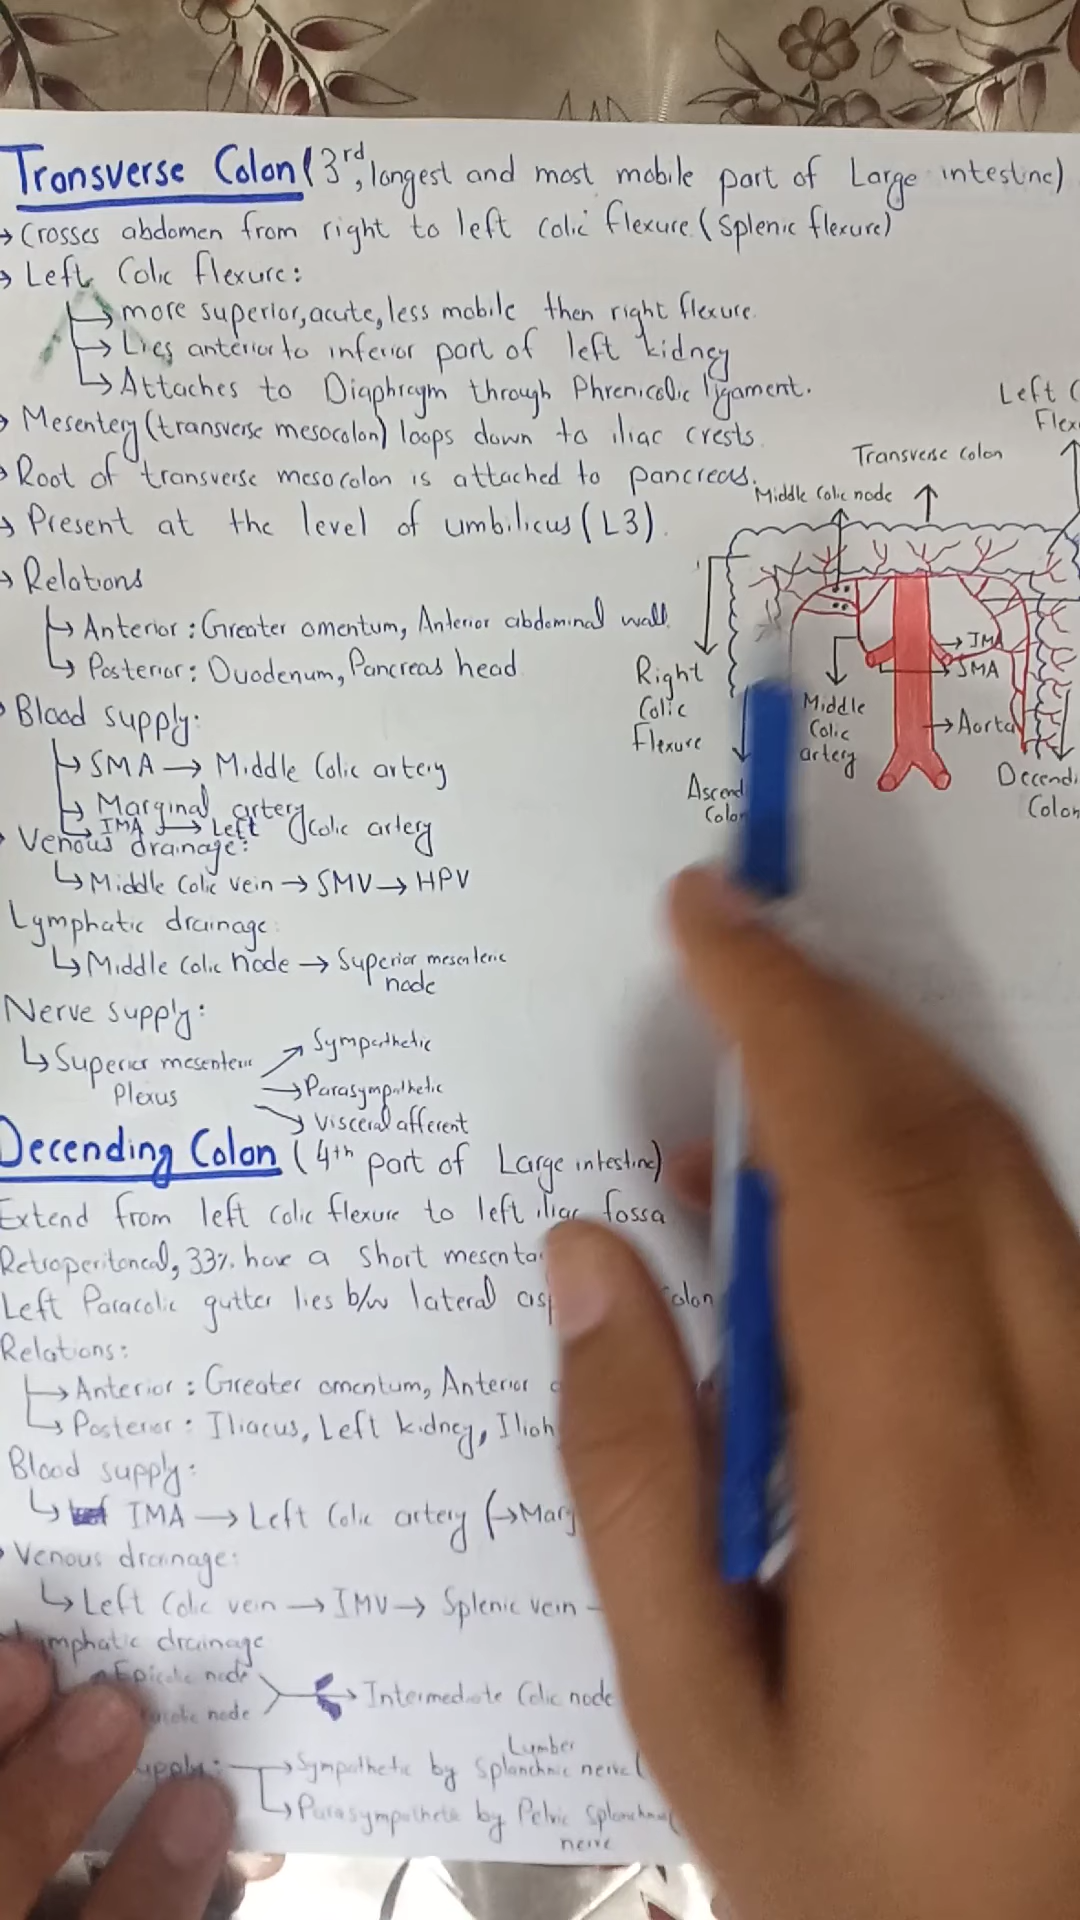 Transverse Colon (3rd, longest and most mobile part of Large intestine)
→ Crosses abdomen from right to left colic flexure (Splenic flexure)
→ Left Colic flexure:
↳ more superior, acute, less mobile then right flexure.
↳ Lies anterior to inferior part of left kidney
↳ Attaches to Diaphragm through Phrenicolic ligament.
→ Mesentery (transverse mesocolon) loops down to iliac crests.
→ Root of transverse mesocolon is attached to pancreas.
→ Present at the level of umbilicus (L3).
→ Relations
↳ Anterior : Greater omentum, Anterior abdominal wall
↳ Posterior : Duodenum, Pancreas head
Blood supply:
↳ SMA → Middle Colic artery
↳ Marginal artery
↳ IMA → Left Colic artery
Venous drainage:
↳ Middle Colic vein → SMV → HPV
Lymphatic drainage
↳ Middle Colic node → Superior mesenteric
node
Nerve supply:
↳ Superior mesenteric
Plexus
→ Sympathetic
→ Parasympathetic
→ Visceral afferent
Left
Transverse colon
Middle Colic node
Right
Colic
Flexure
Middle
Colic
artery
→ IMA
→ SMA
→ Aorta
Colon
Decending Colon (4th part of Large intestine)
Extend from left colic flexure to left iliac fossa
Retroperitoneal, 33% have a short
Left Paracolic gutter lies b/w lateral
Relations:
↳ Anterior : Greater omentum, Anterior
↳ Posterior : Iliacus, Left kidney,
Blood supply:
↳ IMA → Left Colic artery
Venous drainage:
↳ Left Colic vein → IMV → Splenic vein
drainage
Epicolic node
node
→ Intermediate Colic node
Lumber
→ Sympathetic by Splanchnic nerve (
↳ Parasympathetic by Pelvic Splanchnic
nerve